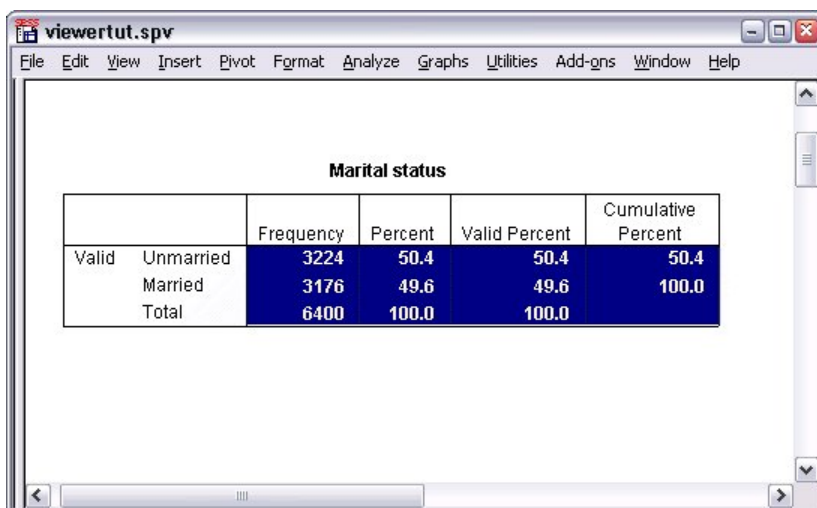 viewertut.spv
File Edit View Insert Pivot Format Analyze Graphs Utilities Add-ons Window Help
Marital status
Frequency Percent Valid Percent Cumulative Percent
Valid Unmarried 3224 50.4 50.4 50.4
Married 3176 49.6 49.6 100.0
Total 6400 100.0 100.0